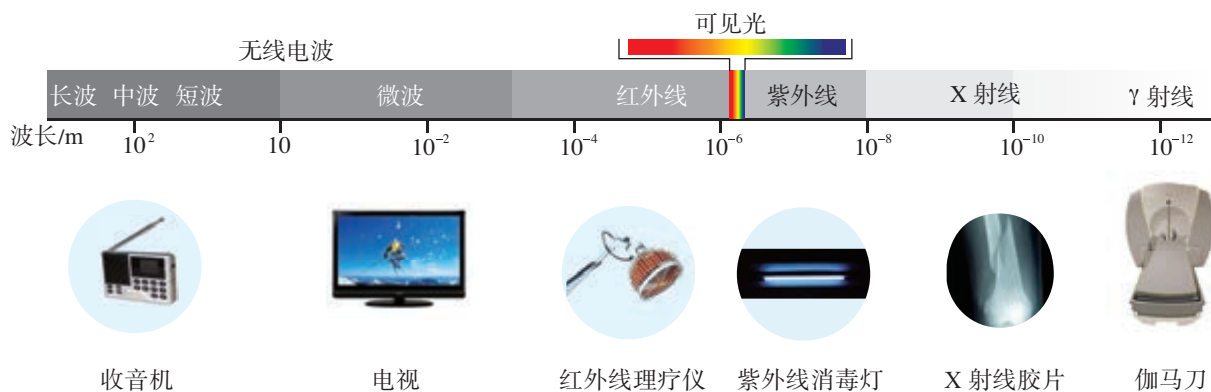 可见光
无线电波
长波 中波 短波 微波 红外线 紫外线 X 射线 γ 射线
波长/m 10² 10 10⁻² 10⁻⁴ 10⁻⁶ 10⁻⁸ 10⁻¹⁰ 10⁻¹²
收音机 电视 红外线理疗仪 紫外线消毒灯 X 射线胶片 伽马刀